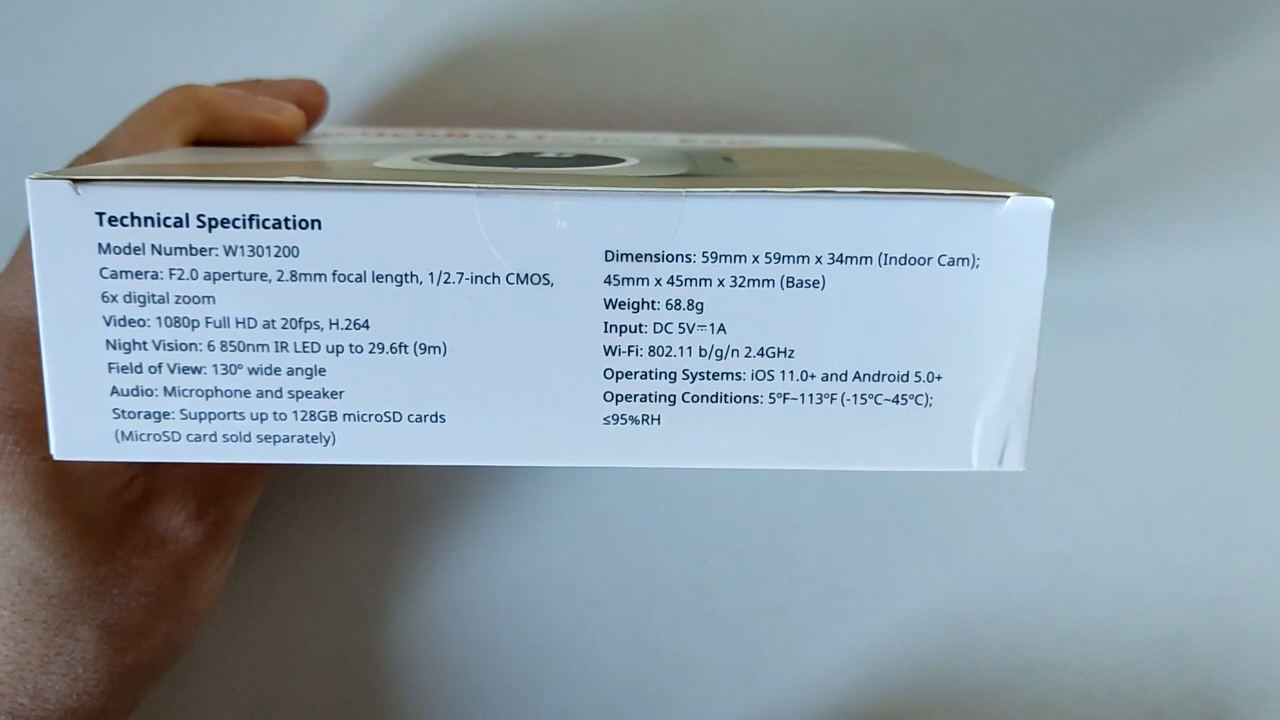 Technical Specification
Model Number: W1301200
Camera: F2.0 aperture, 2.8mm focal length, 1/2.7-inch CMOS,
6x digital zoom
Video: 1080p Full HD at 20fps, H.264
Night Vision: 6 850nm IR LED up to 29.6ft (9m)
Field of View: 130° wide angle
Audio: Microphone and speaker
Storage: Supports up to 128GB microSD cards
(MicroSD card sold separately)
Dimensions: 59mm x 59mm x 34mm (Indoor Cam);
45mm x 45mm x 32mm (Base)
Weight: 68.8g
Input: DC 5V⎓1A
Wi-Fi: 802.11 b/g/n 2.4GHz
Operating Systems: iOS 11.0+ and Android 5.0+
Operating Conditions: 5°F~113°F (-15°C~45°C);
≤95%RH